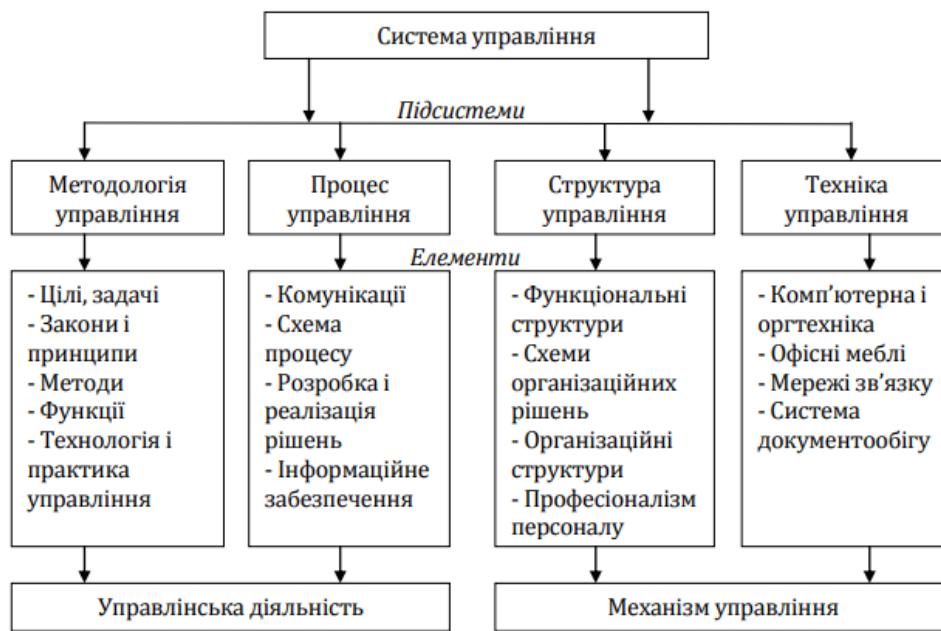 Система управління
Підсистеми
Методологія
управління
Процес
управління
Структура
управління
Техніка
управління
Елементи
- Цілі, задачі
- Закони і
принципи
- Методи
- Функції
- Технологія і
практика
управління
- Комунікації
- Схема
процесу
- Розробка і
реалізація
рішень
- Інформаційне
забезпечення
- Функціональні
структури
- Схеми
організаційних
рішень
- Організаційні
структури
- Професіоналізм
персоналу
- Комп’ютерна і
оргтехніка
- Офісні меблі
- Мережі зв’язку
- Система
документообігу
Управлінська діяльність
Механізм управління